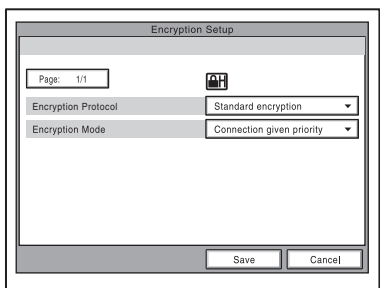 Encryption Setup
Page: 1/1
H
Encryption Protocol Standard encryption
Encryption Mode Connection given priority
Save Cancel